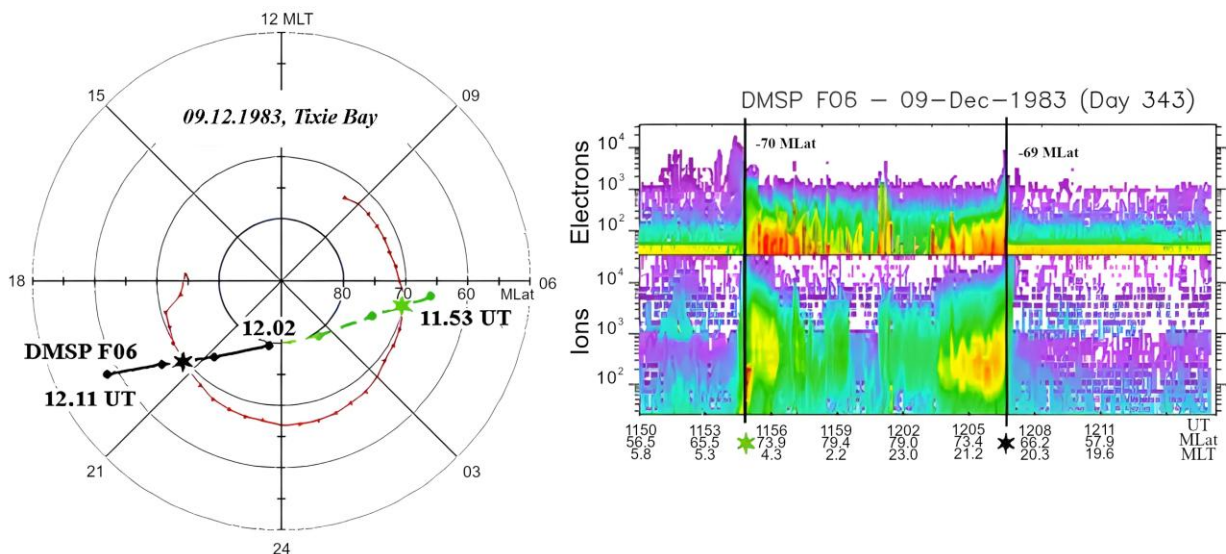 12 MLT
15
09
09.12.1983, Tixie Bay
18
06
80
70
60
MLat
12.02
11.53 UT
DMSP F06
12.11 UT
21
03
24
DMSP F06 - 09-Dec-1983 (Day 343)
-70 MLat
-69 MLat
Electrons
10⁴
10³
10²
Ions
10⁴
10³
10²
1150 1153 1156 1159 1202 1205 1208 1211 UT
56.5 65.5 73.9 79.4 79.0 73.4 66.2 57.9 MLat
5.8 5.3 4.3 2.2 23.0 21.2 20.3 19.6 MLT